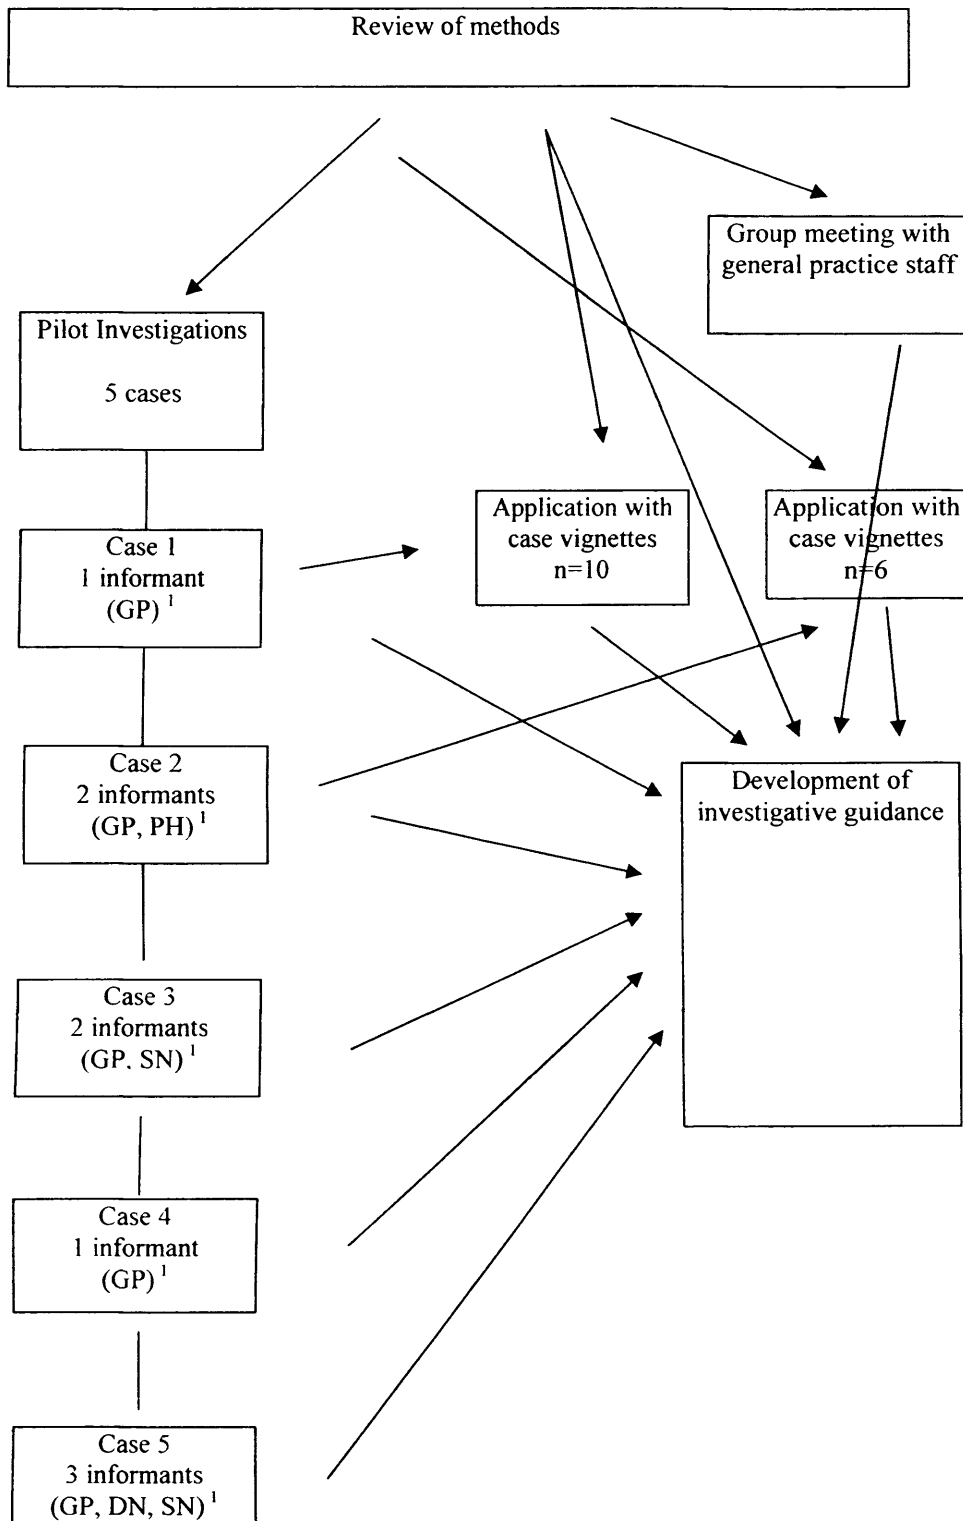 Review of methods
Group meeting with
general practice staff
Pilot Investigations
5 cases
Application with
case vignettes
n=10
Application with
case vignettes
n=6
Case 1
1 informant
(GP) 1
Case 2
2 informants
(GP, PH) 1
Development of
investigative guidance
Case 3
2 informants
(GP, SN) 1
Case 4
1 informant
(GP) 1
Case 5
3 informants
(GP, DN, SN) 1